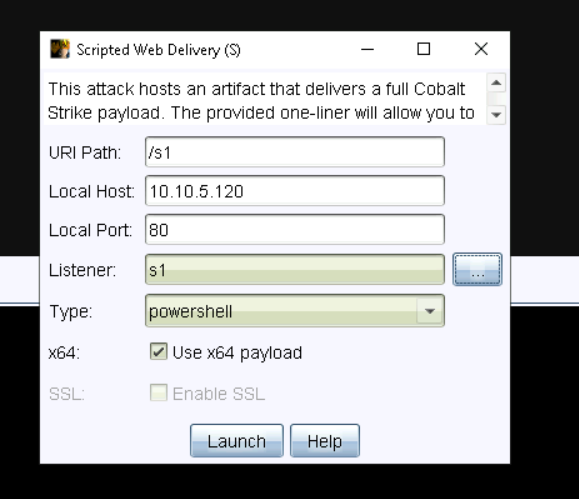 Scripted Web Delivery (S)
This attack hosts an artifact that delivers a full Cobalt
Strike payload. The provided one-liner will allow you to
URI Path: /s1
Local Host: 10.10.5.120
Local Port: 80
Listener: s1 ...
Type: powershell
x64: Use x64 payload
SSL: Enable SSL
Launch Help